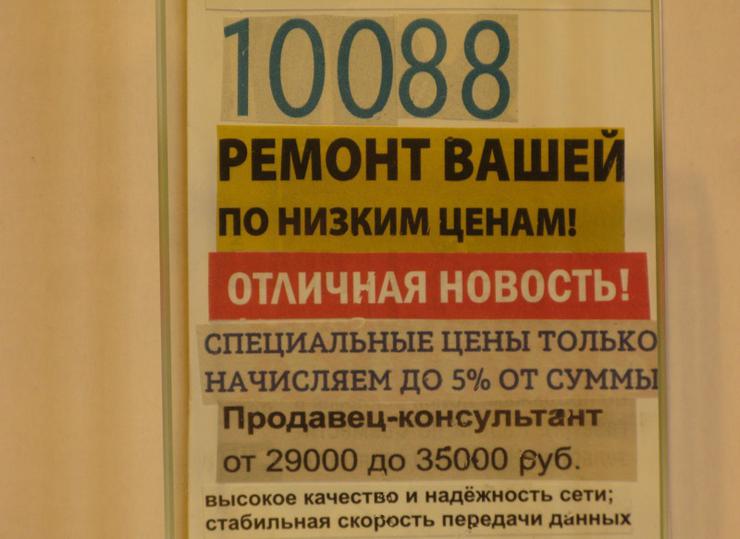 10088
РЕМОНТ ВАШЕЙ
ПО НИЗКИМ ЦЕНАМ!
ОТЛИЧНАЯ НОВОСТЬ!
СПЕЦИАЛЬНЫЕ ЦЕНЫ ТОЛЬКО
НАЧИСЛЯЕМ ДО 5% ОТ СУММЫ
Продавец-консультант
от 29000 до 35000 руб.
высокое качество и надёжность сети;
стабильная скорость передачи данных